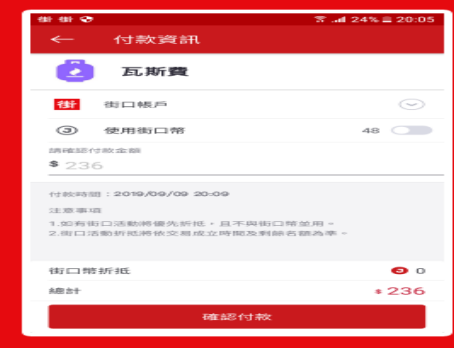 街 街 24% 20:05
← 付款資訊
瓦斯費
街 街口帳戶
使用街口幣 48
請確認付款金額
$ 236
付款時間：2019/09/09 20:09
注意事項
1.如有街口活動將優先折抵，且不與街口幣並用。
2.街口活動折抵將依交易成立時間及剩餘名額為準。
街口幣折抵 0
總計 $ 236
確認付款